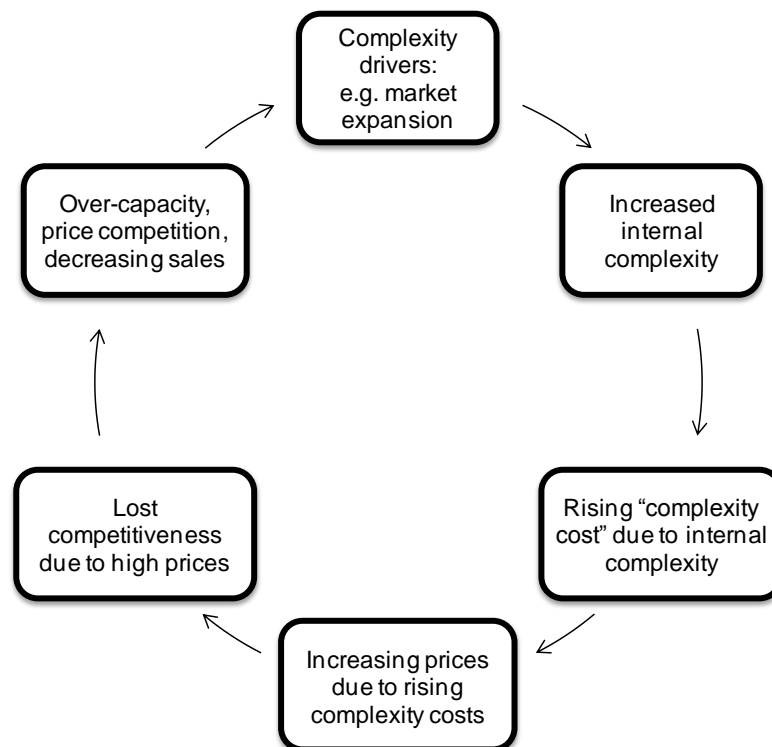 Complexity
drivers:
e.g. market
expansion
Increased
internal
complexity
Rising “complexity
cost” due to internal
complexity
Increasing prices
due to rising
complexity costs
Lost
competitiveness
due to high prices
Over-capacity,
price competition,
decreasing sales